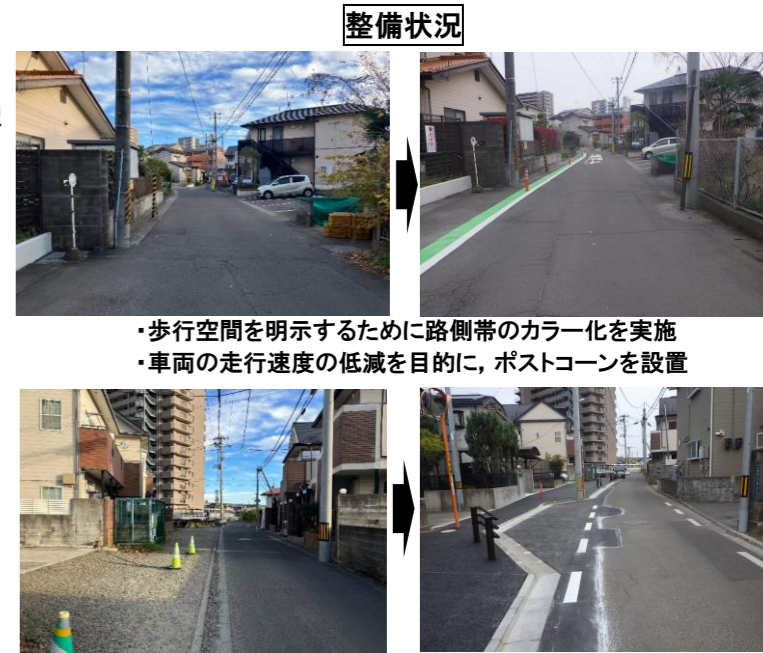 整備状況
・歩行空間を明示するために路側帯のカラー化を実施
・車両の走行速度の低減を目的に，ポストコーンを設置